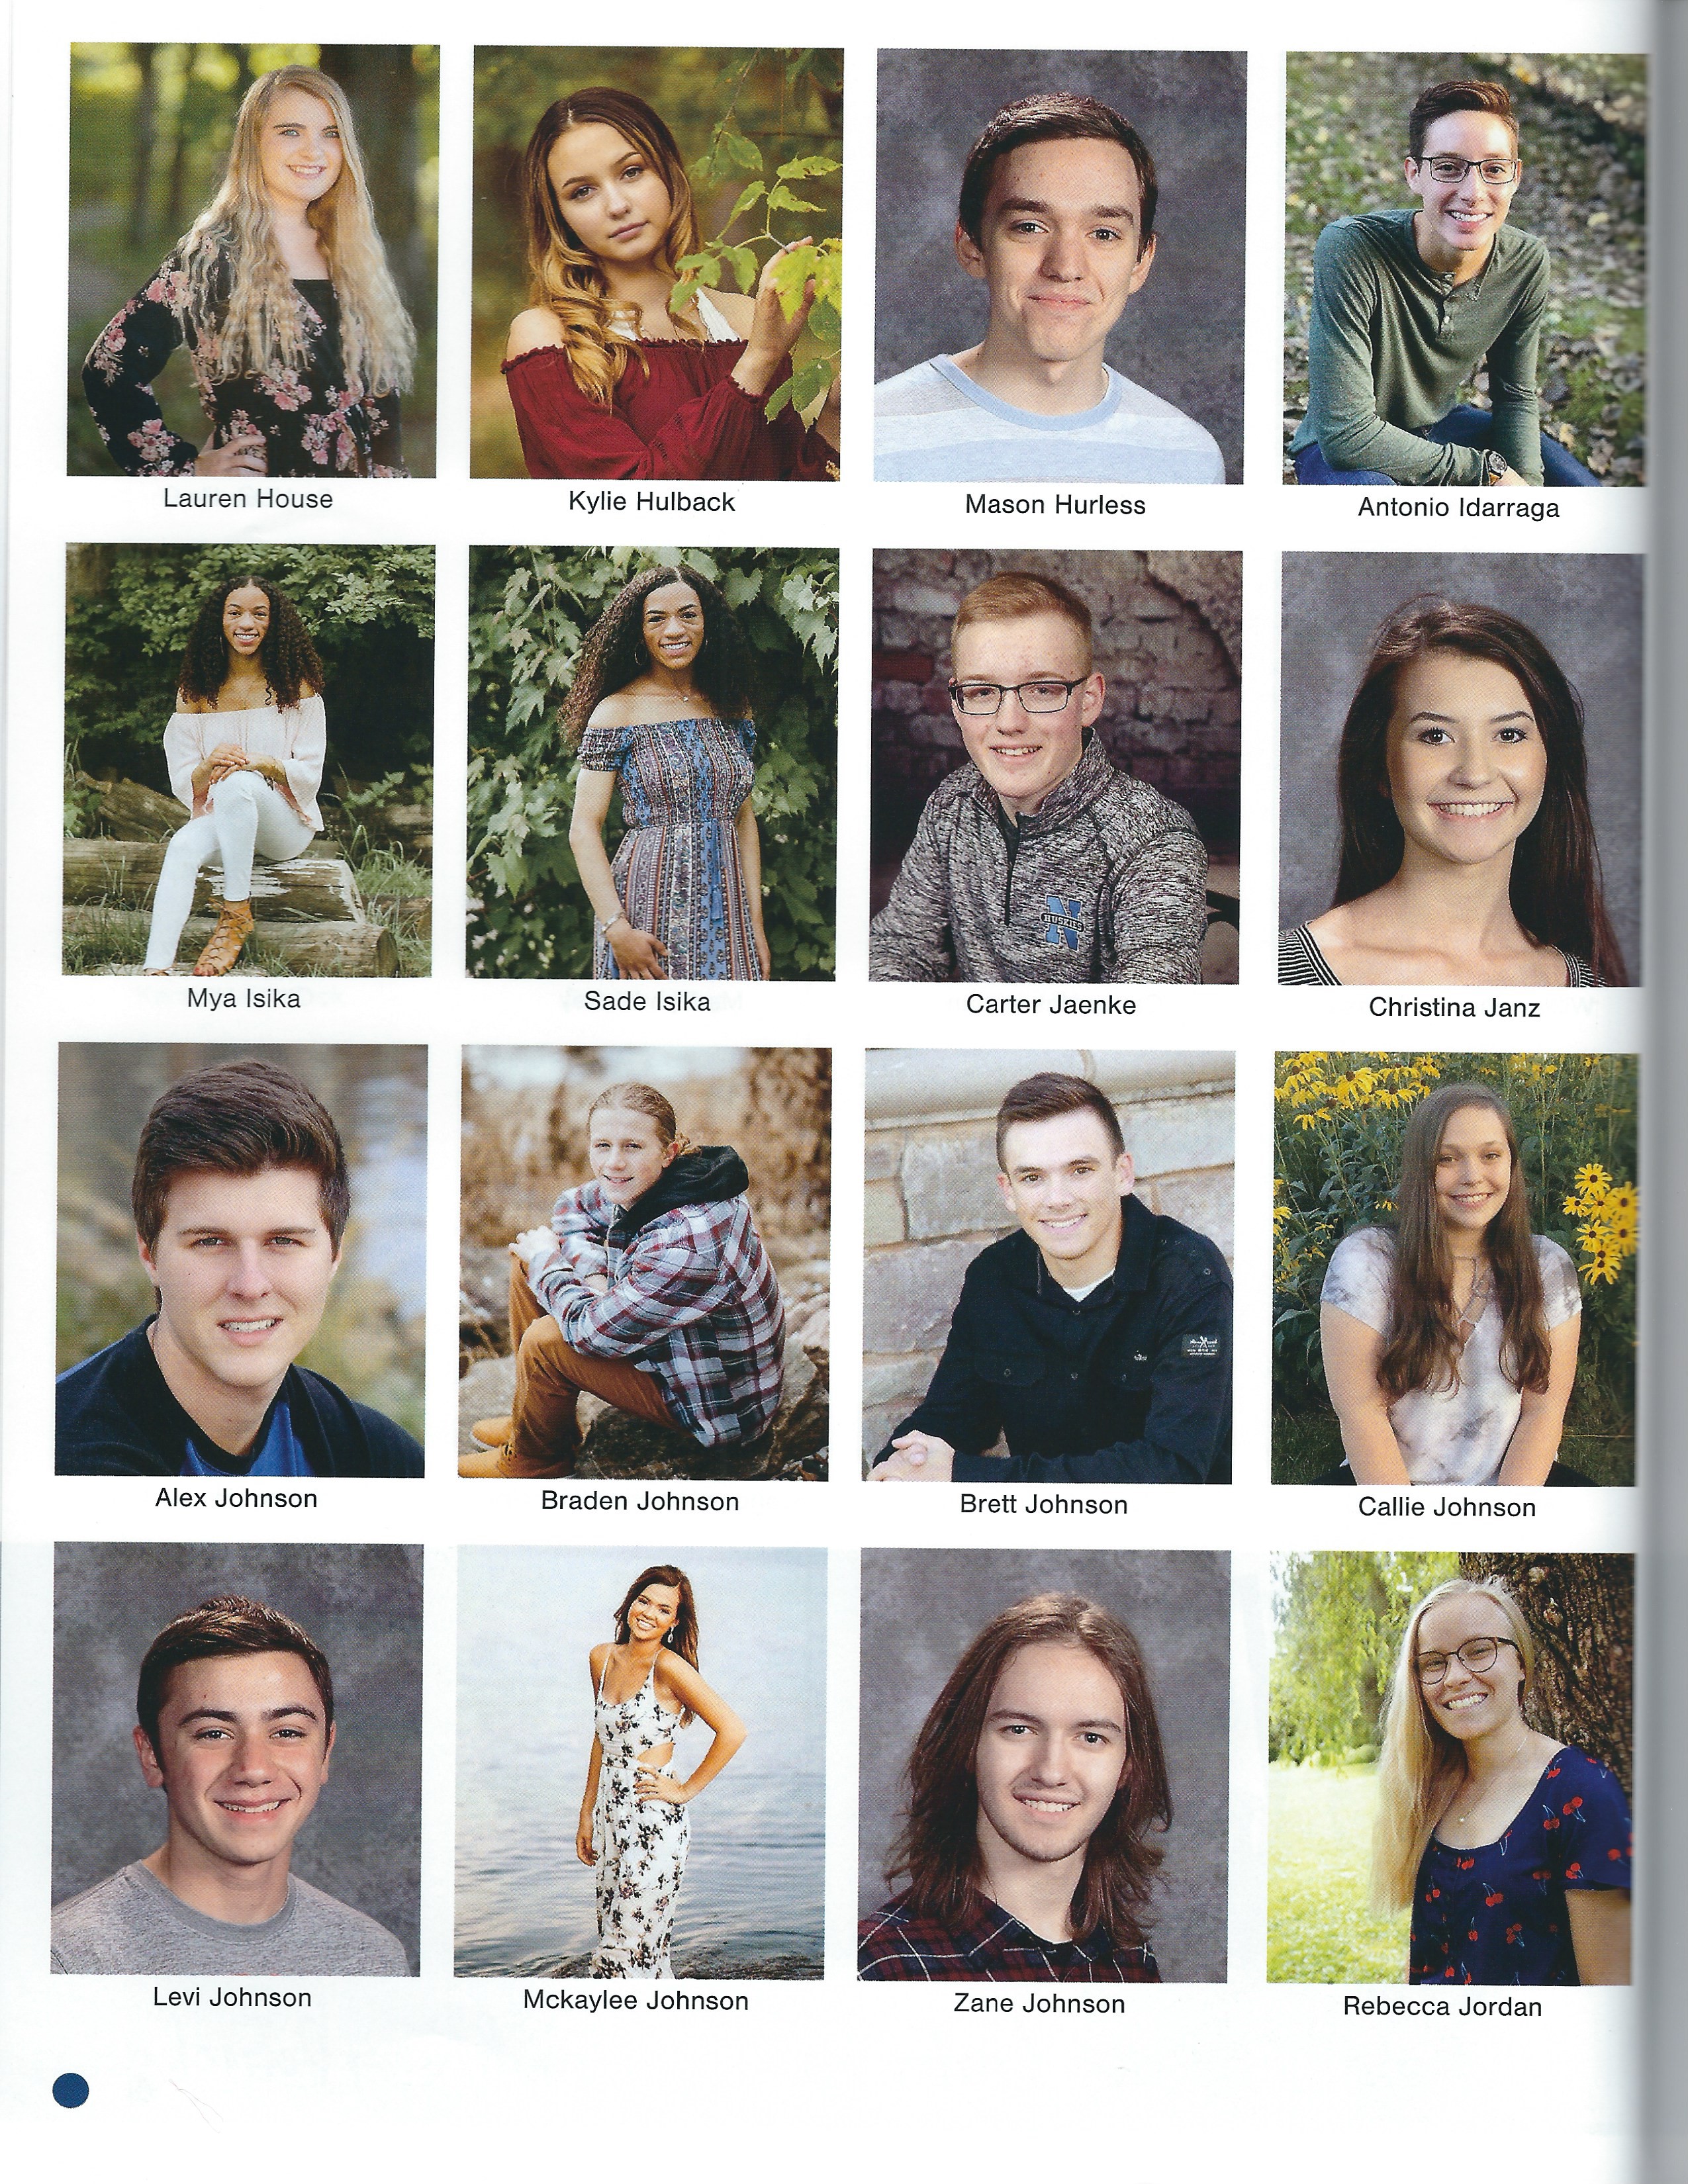 Lauren House
Kylie Hulback
Mason Hurless
Antonio Idarraga
N
HUSKIES
Mya Isika
Sade Isika
Carter Jaenke
Christina Janz
Alex Johnson
Braden Johnson
Brett Johnson
Callie Johnson
Levi Johnson
Mckaylee Johnson
Zane Johnson
Rebecca Jordan